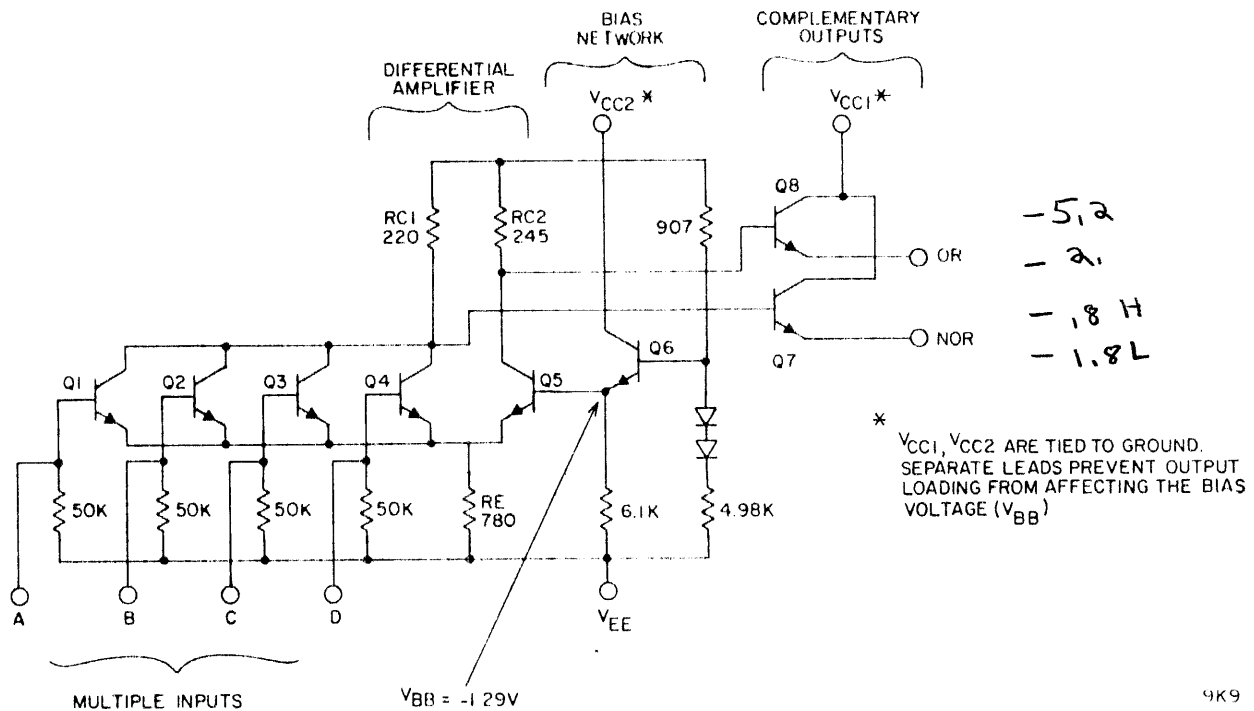 BIAS
NETWORK
COMPLEMENTARY
OUTPUTS
DIFFERENTIAL
AMPLIFIER
VCC2 *
VCC1 *
Q8
RC1
220
RC2
245
907
OR
NOR
Q7
Q6
Q1
Q2
Q3
Q4
Q5
-5,2
- 2.
- ,8 H
- 1.8L
*
VCC1, VCC2 ARE TIED TO GROUND.
SEPARATE LEADS PREVENT OUTPUT
LOADING FROM AFFECTING THE BIAS
VOLTAGE (VBB)
50K
50K
50K
50K
RE
780
6.1K
4.98K
A
B
C
D
VEE
MULTIPLE INPUTS
VBB = -1 29V
9K9